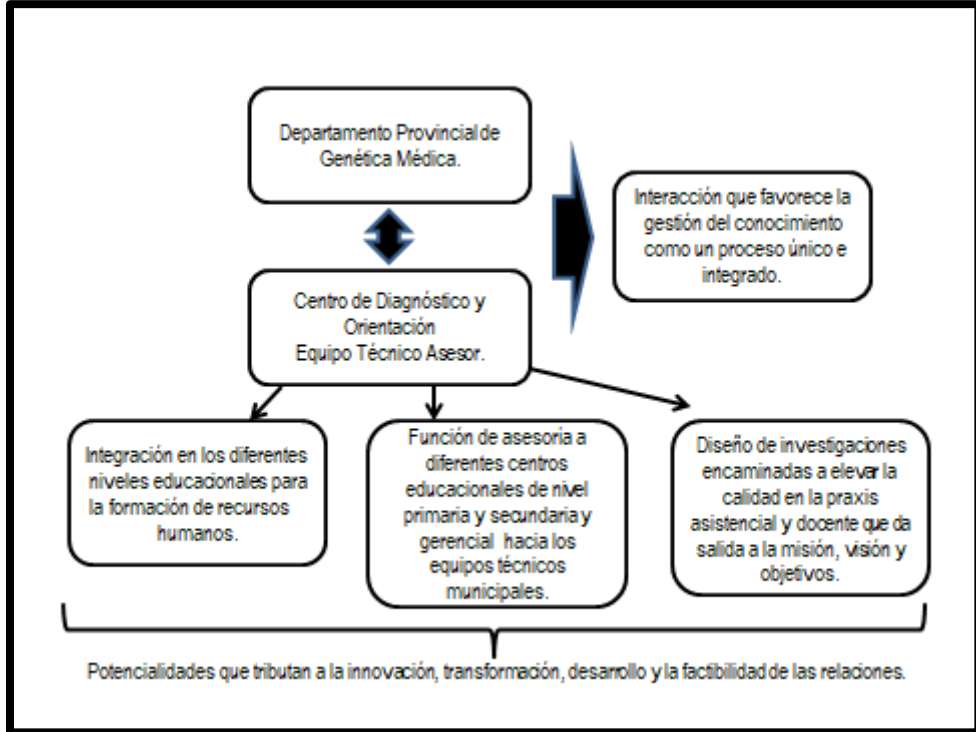 Departamento Provincial de
Genética Médica.
Interacción que favorece la
gestión del conocimiento
como un proceso único e
integrado.
Centro de Diagnóstico y
Orientación
Equipo Técnico Asesor.
Integración en los diferentes
niveles educacionales para
la formación de recursos
humanos.
Función de asesoría a
diferentes centros
educacionales de nivel
primaria y secundaria y
gerencial hacia los
equipos técnicos
municipales.
Diseño de investigaciones
encaminadas a elevar la
calidad en la praxis
asistencial y docente que da
salida a la misión, visión y
objetivos.
Potencialidades que tributan a la innovación, transformación, desarrollo y la factibilidad de las relaciones.